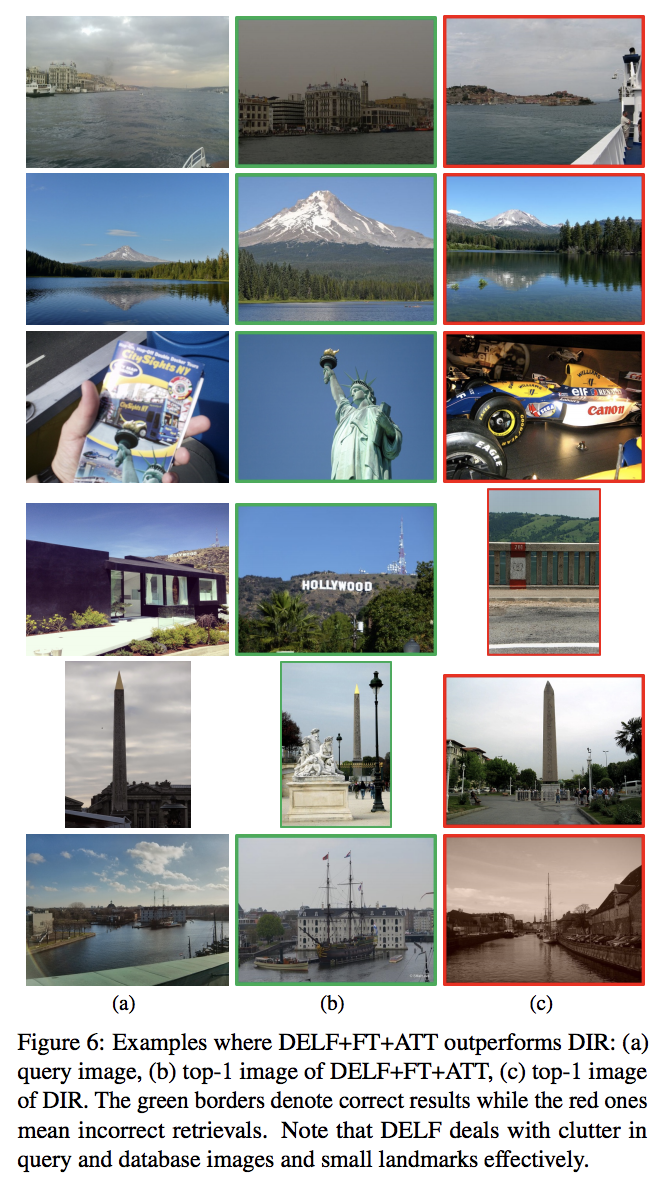 CitySights NY
WILLIAMS
elf
Canon
SEGA
EAGLE
HOLLYWOOD
(a)
(b)
(c)
Figure 6: Examples where DELF+FT+ATT outperforms DIR: (a)
query image, (b) top-1 image of DELF+FT+ATT, (c) top-1 image
of DIR. The green borders denote correct results while the red ones
mean incorrect retrievals. Note that DELF deals with clutter in
query and database images and small landmarks effectively.